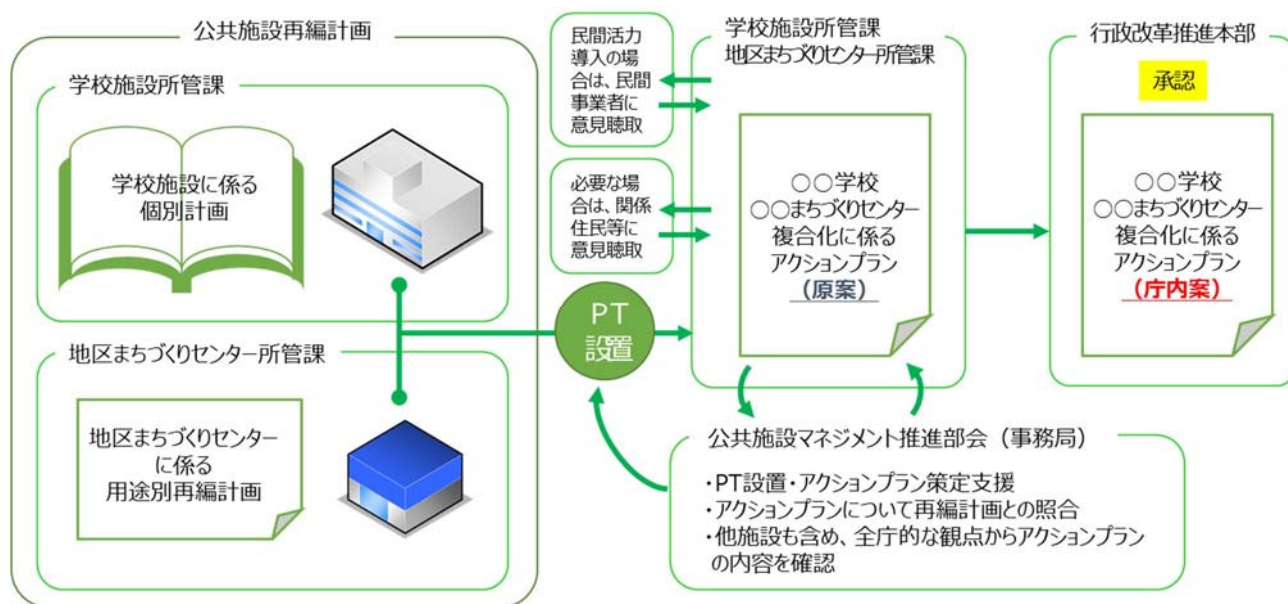 公共施設再編計画
学校施設所管課
学校施設に係る
個別計画
地区まちづくりセンター所管課
地区まちづくりセンター
に係る
用途別再編計画
民間活力
導入の場
合は、民間
事業者に
意見聴取
必要な場
合は、関係
住民等に
意見聴取
PT
設置
学校施設所管課
地区まちづくりセンター所管課
○○学校
○○まちづくりセンター
複合化に係る
アクションプラン
（原案）
行政改革推進本部
承認
○○学校
○○まちづくりセンター
複合化に係る
アクションプラン
（庁内案）
公共施設マネジメント推進部会（事務局）
・PT設置・アクションプラン策定支援
・アクションプランについて再編計画との照合
・他施設も含め、全庁的な観点からアクションプラン
の内容を確認